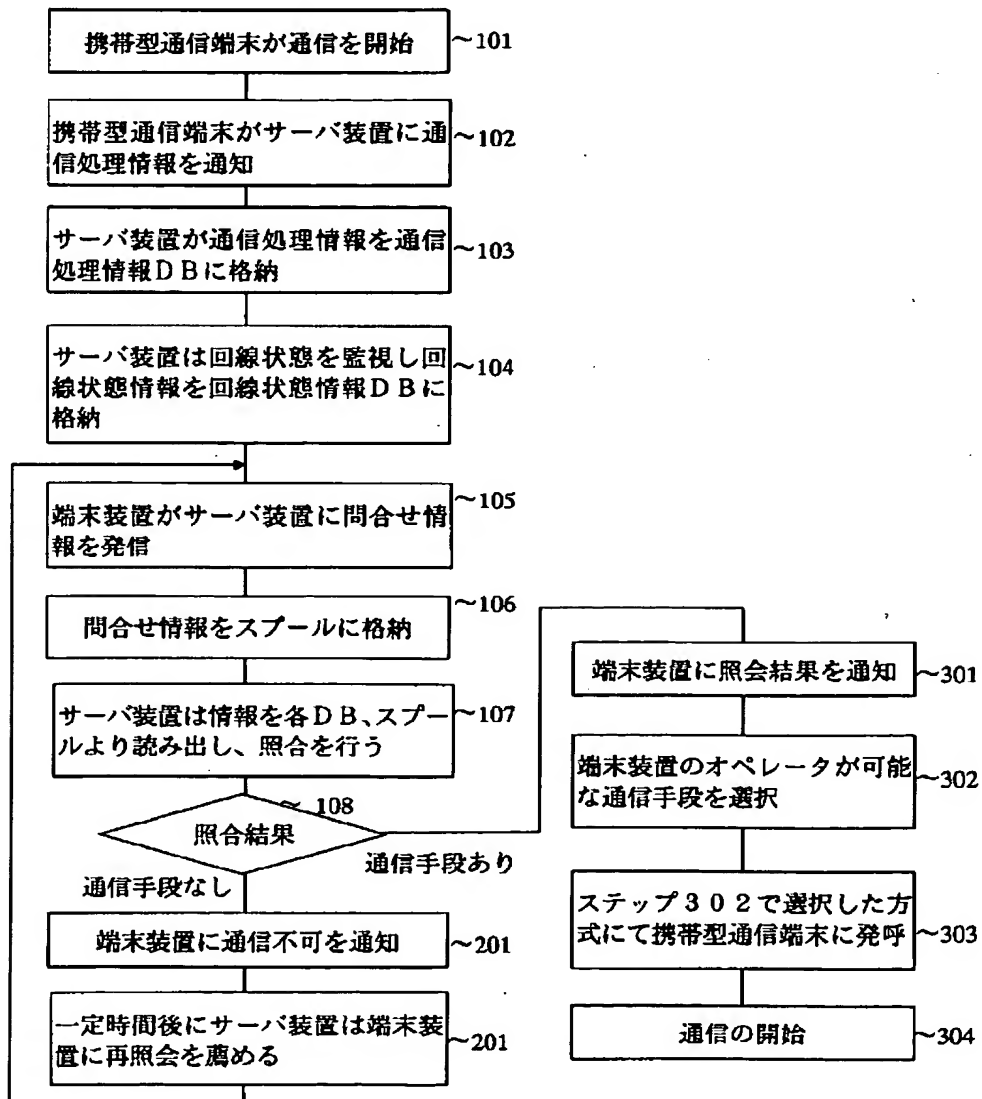 携帯型通信端末が通信を開始
~101
携帯型通信端末がサーバ装置に通
信処理情報を通知
~102
サーバ装置が通信処理情報を通信
処理情報DBに格納
~103
サーバ装置は回線状態を監視し回
線状態情報を回線状態情報DBに
格納
~104
端末装置がサーバ装置に問合せ情
報を発信
~105
問合せ情報をスプールに格納
~106
サーバ装置は情報を各DB、スプ
ールより読み出し、照合を行う
~107
~ 108
照合結果
通信手段あり
通信手段なし
端末装置に通信不可を通知
~201
一定時間後にサーバ装置は端末装
置に再照会を薦める
~201
端末装置に照会結果を通知
~301
端末装置のオペレータが可能
な通信手段を選択
~302
ステップ302で選択した方
式にて携帯型通信端末に発呼
~303
通信の開始
~304